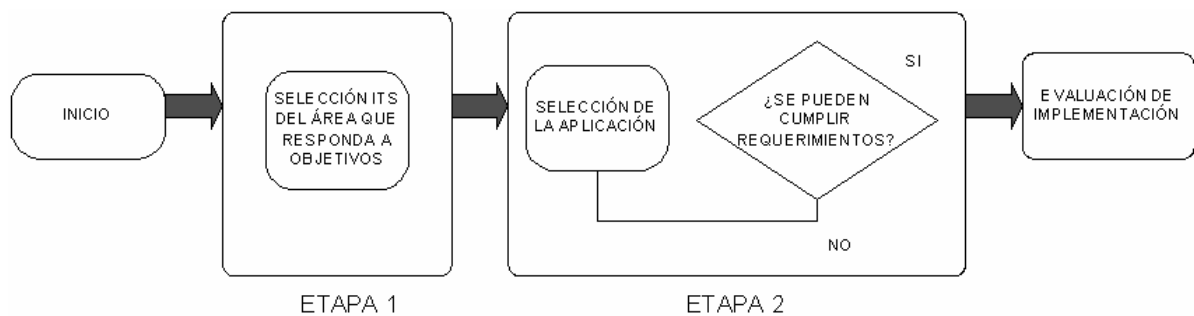 INICIO
SELECCIÓN ITS
DEL ÁREA QUE
RESPONDA A
OBJETIVOS
ETAPA 1
SELECCIÓN DE
LA APLICACIÓN
¿SE PUEDEN
CUMPLIR
REQUERIMIENTOS?
SI
NO
ETAPA 2
EVALUACIÓN DE
IMPLEMENTACIÓN